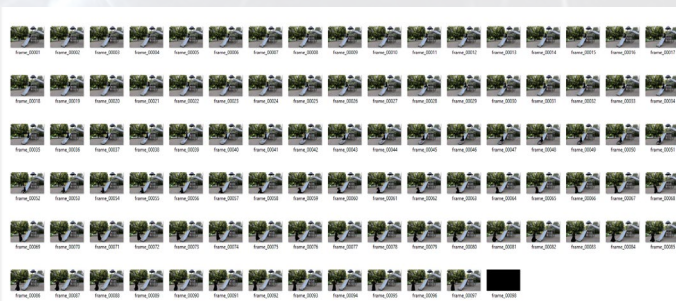 frame_00001 frame_00002 frame_00003 frame_00004 frame_00005 frame_00006 frame_00007 frame_00008 frame_00009 frame_00010 frame_00011 frame_00012 frame_00013 frame_00014 frame_00015 frame_00016 frame_00017
frame_00018 frame_00019 frame_00020 frame_00021 frame_00022 frame_00023 frame_00024 frame_00025 frame_00026 frame_00027 frame_00028 frame_00029 frame_00030 frame_00031 frame_00032 frame_00033 frame_00034
frame_00035 frame_00036 frame_00037 frame_00038 frame_00039 frame_00040 frame_00041 frame_00042 frame_00043 frame_00044 frame_00045 frame_00046 frame_00047 frame_00048 frame_00049 frame_00050 frame_00051
frame_00052 frame_00053 frame_00054 frame_00055 frame_00056 frame_00057 frame_00058 frame_00059 frame_00060 frame_00061 frame_00062 frame_00063 frame_00064 frame_00065 frame_00066 frame_00067 frame_00068
frame_00069 frame_00070 frame_00071 frame_00072 frame_00073 frame_00074 frame_00075 frame_00076 frame_00077 frame_00078 frame_00079 frame_00080 frame_00081 frame_00082 frame_00083 frame_00084 frame_00085
frame_00086 frame_00087 frame_00088 frame_00089 frame_00090 frame_00091 frame_00092 frame_00093 frame_00094 frame_00095 frame_00096 frame_00097 frame_00098